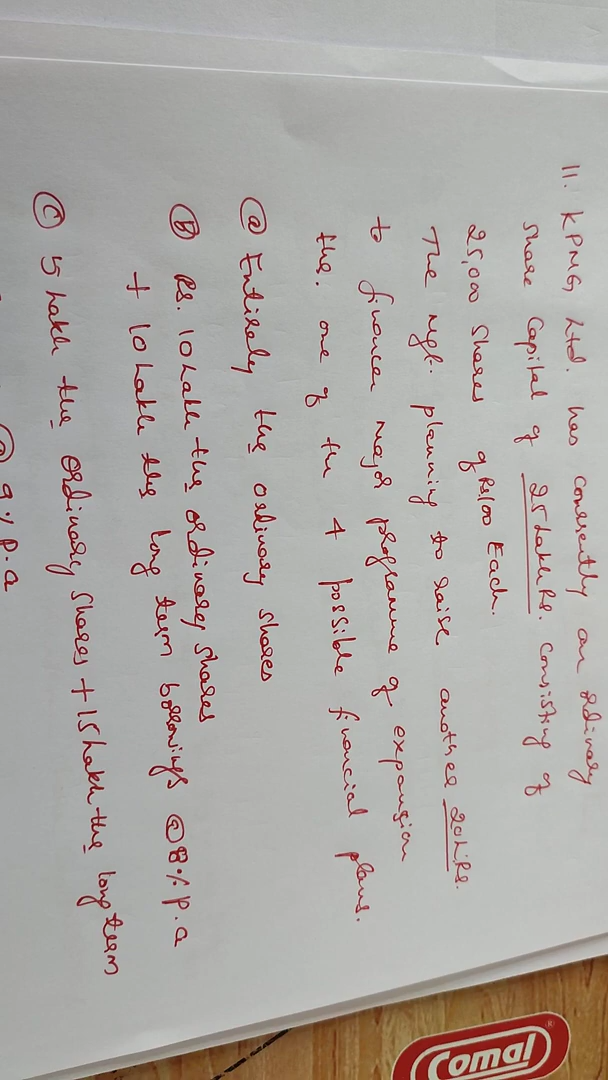 11. KPMG Ltd. has consently an ordinary
Share Capital of 25 Lakh Rs. Consisting of
25,000 Shares of Rs.100 Each.
The mgt. planning to raise another 20 L Rs.
to finance major programme of expansion
the. one of the 4 possible financial plans.
(a) Entirely the ordinary shares
(B) Rs. 10 Lakh the ordinary shares
+ 10 Lakh the long term borrowings @ 8% P.a
(C) 5 Lakh the ordinary shares + 15 Lakh the long term
@ 9% P.a
Comal